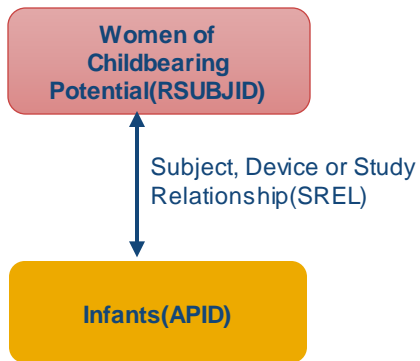 Women of
Childbearing
Potential(RSUBJID)
Subject, Device or Study
Relationship(SREL)
Infants(APID)